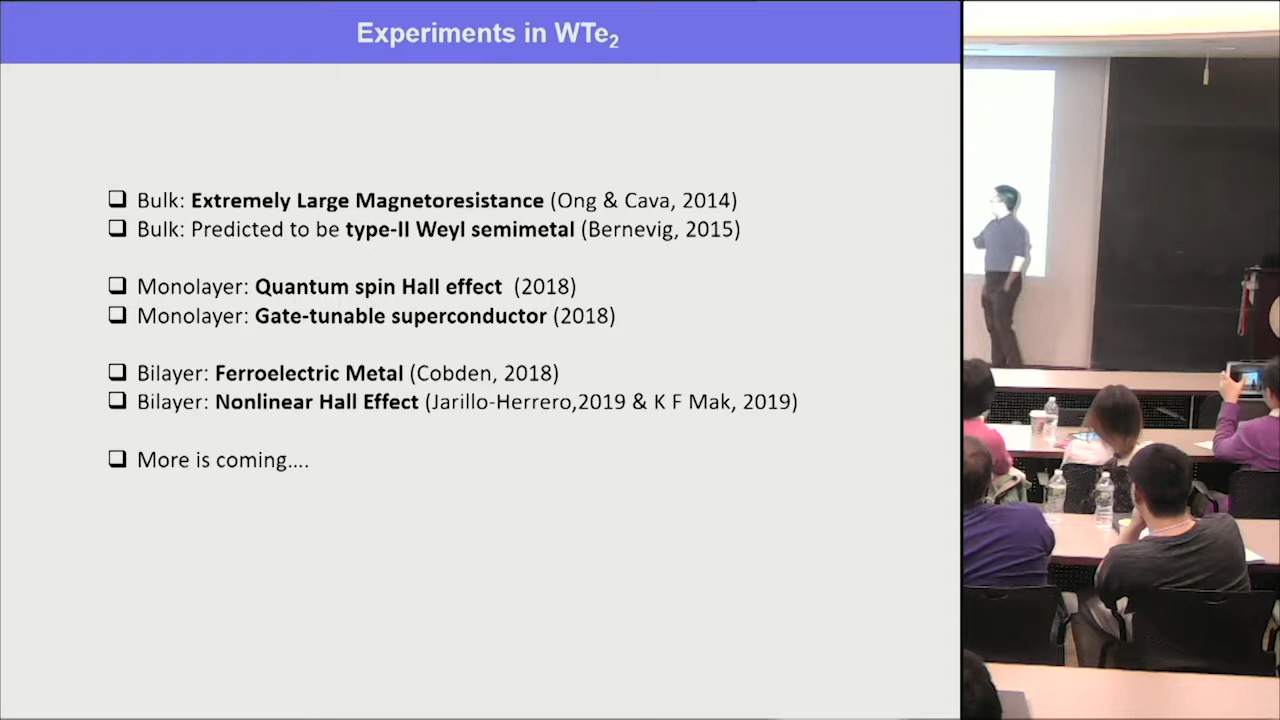 Experiments in WTe₂
❑ Bulk: Extremely Large Magnetoresistance (Ong & Cava, 2014)
❑ Bulk: Predicted to be type-II Weyl semimetal (Bernevig, 2015)
❑ Monolayer: Quantum spin Hall effect (2018)
❑ Monolayer: Gate-tunable superconductor (2018)
❑ Bilayer: Ferroelectric Metal (Cobden, 2018)
❑ Bilayer: Nonlinear Hall Effect (Jarillo-Herrero,2019 & K F Mak, 2019)
❑ More is coming....